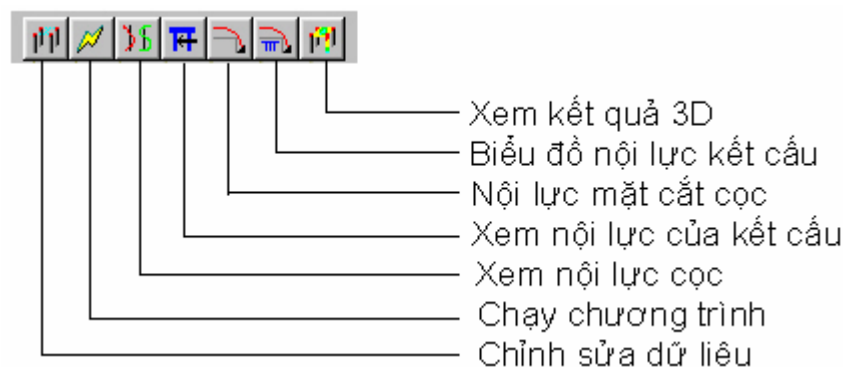 Xem kết quả 3D
Biểu đồ nội lực kết cấu
Nội lực mặt cắt cọc
Xem nội lực của kết cấu
Xem nội lực cọc
Chạy chương trình
Chỉnh sửa dữ liêu